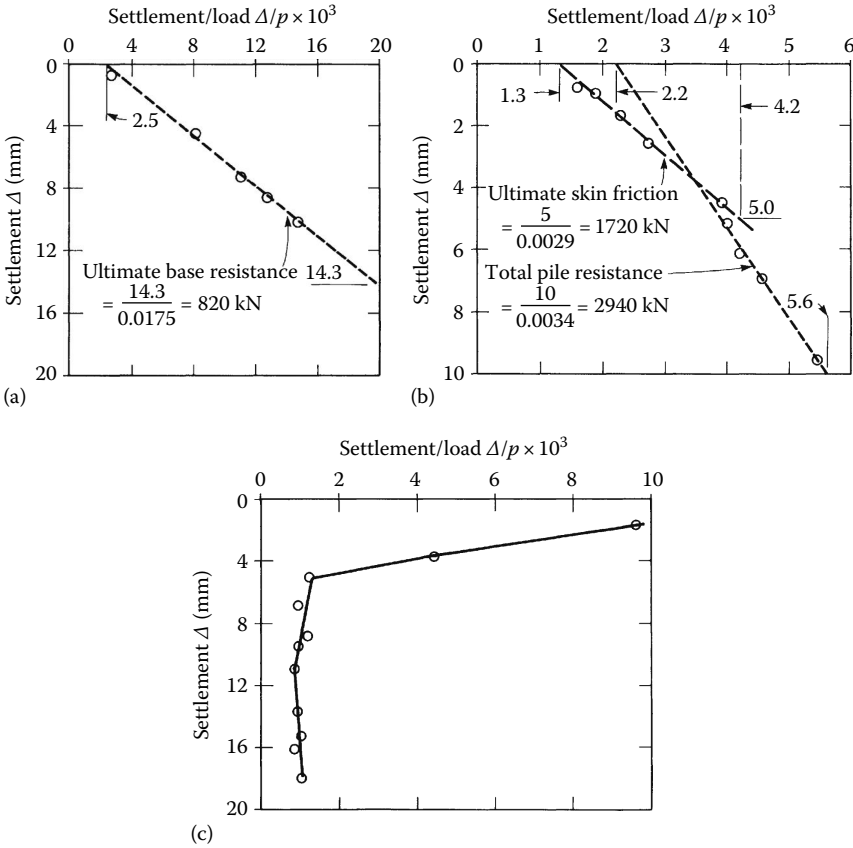 Settlement/load Δ/p × 10³
0 4 8 12 16 20
0
4
8
12
16
20
Settlement Δ (mm)
2.5
Ultimate base resistance 14.3
= 14.3/0.0175 = 820 kN
(a)
Settlement/load Δ/p × 10³
0 1 2 3 4 5 6
0
2
4
6
8
10
Settlement Δ (mm)
1.3
2.2
4.2
Ultimate skin friction
5.0
= 5/0.0029 = 1720 kN
Total pile resistance
= 10/0.0034 = 2940 kN
5.6
(b)
Settlement/load Δ/p × 10³
0 2 4 6 8 10
0
4
8
12
16
20
Settlement Δ (mm)
(c)